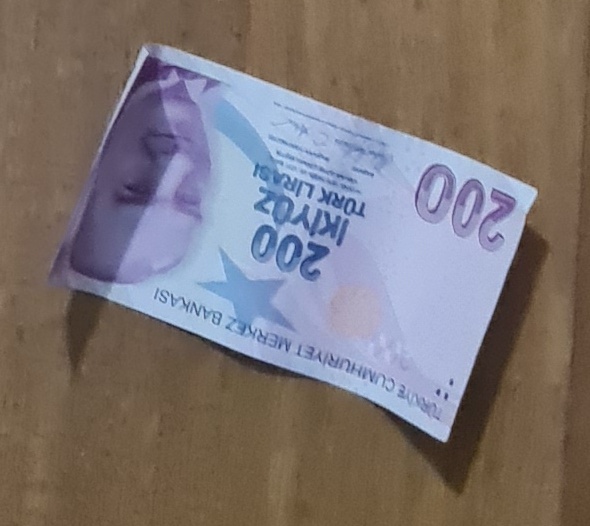 TÜRKİYE CUMHURİYET MERKEZ BANKASI
200
İKİYÜZ
TÜRK LİRASI
200